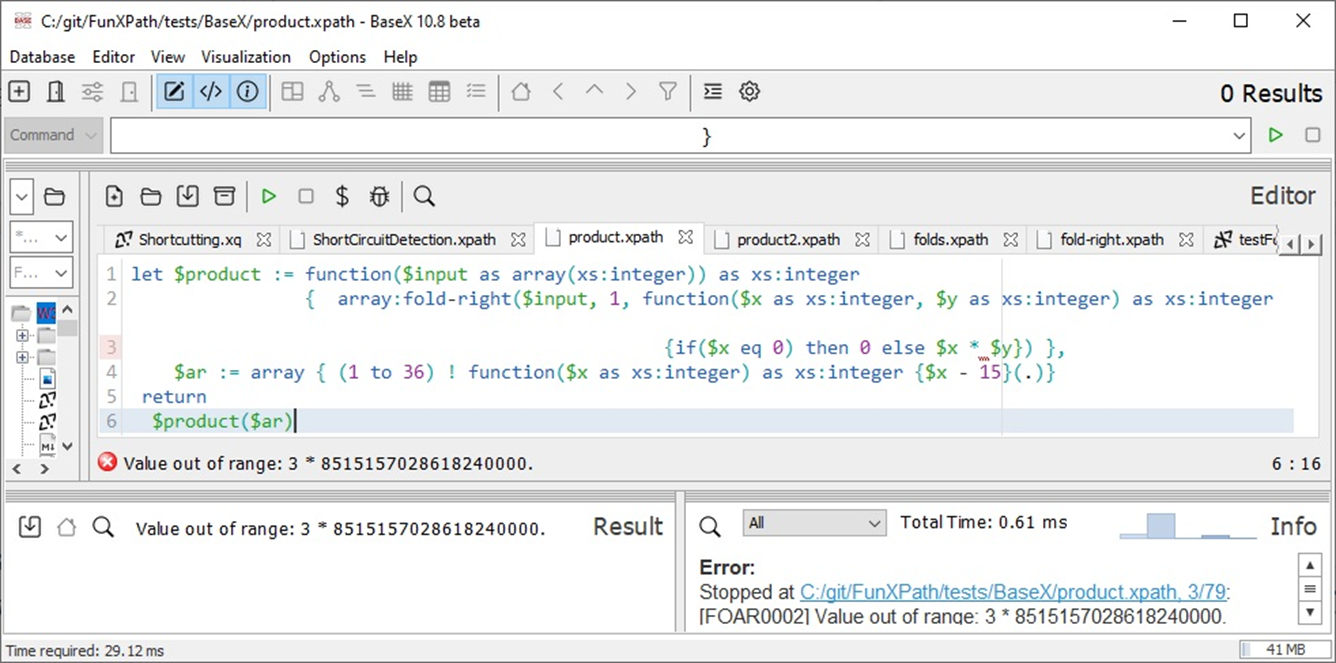 C:/git/FunXPath/tests/BaseX/product.xpath - BaseX 10.8 beta
Database Editor View Visualization Options Help
0 Results
Command }
Editor
*...
F...
Shortcutting.xq ShortCircuitDetection.xpath product.xpath product2.xpath folds.xpath fold-right.xpath
1 let $product := function($input as array(xs:integer)) as xs:integer
2 { array:fold-right($input, 1, function($x as xs:integer, $y as xs:integer) as xs:integer
3 {if($x eq 0) then 0 else $x * $y}) },
4 $ar := array { (1 to 36) ! function($x as xs:integer) as xs:integer {$x - 15}(.)}
5 return
6 $product($ar)
Value out of range: 3 * 8515157028618240000. 6 : 16
Value out of range: 3 * 8515157028618240000. Result
All Total Time: 0.61 ms Info
Error:
Stopped at C:/git/FunXPath/tests/BaseX/product.xpath, 3/79:
[FOAR0002] Value out of range: 3 * 8515157028618240000.
Time required: 29.12 ms 41 MB